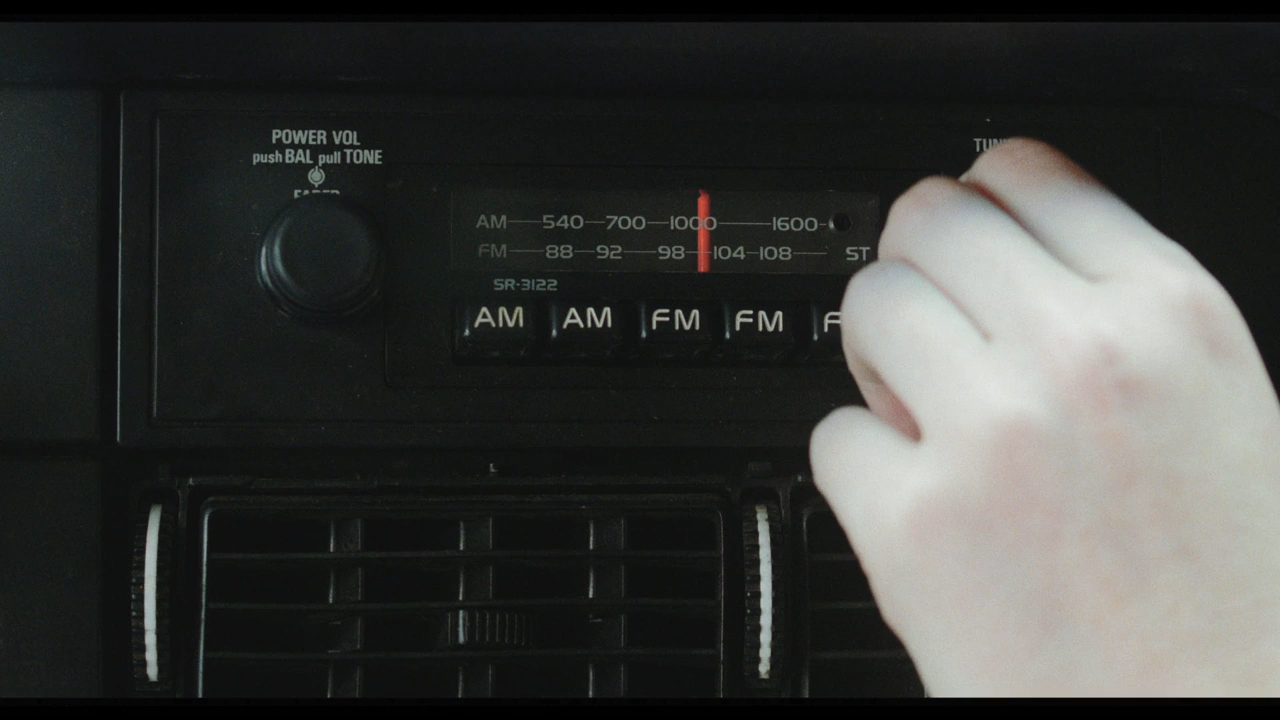 POWER VOL
push BAL pull TONE
FADER
AM 540 700 1000 1600
FM 88 92 98 104 108 ST
SR-3122
AM AM FM FM